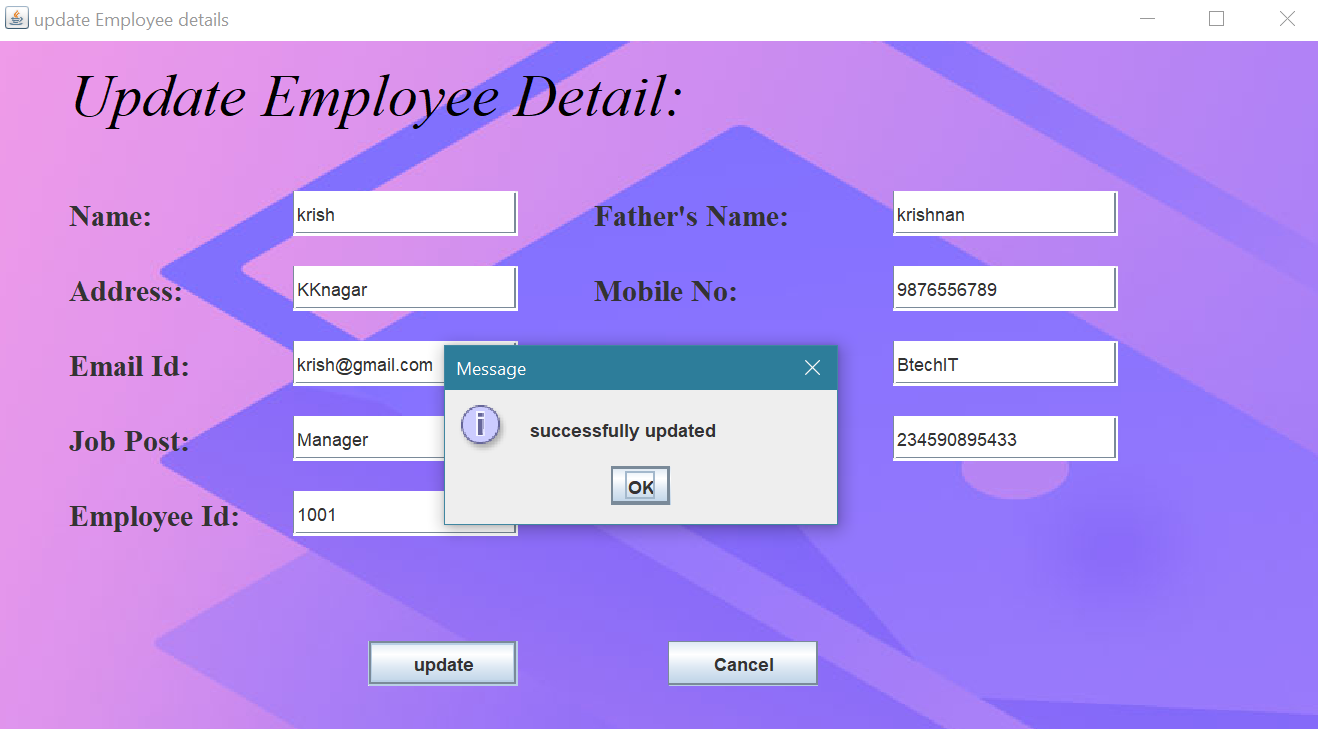 update Employee details
Update Employee Detail:
Name: krish Father's Name: krishnan
Address: KKnagar Mobile No: 9876556789
Email Id: krish@gmail.com BtechIT
Message
successfully updated
OK
Job Post: Manager 234590895433
Employee Id: 1001
update Cancel